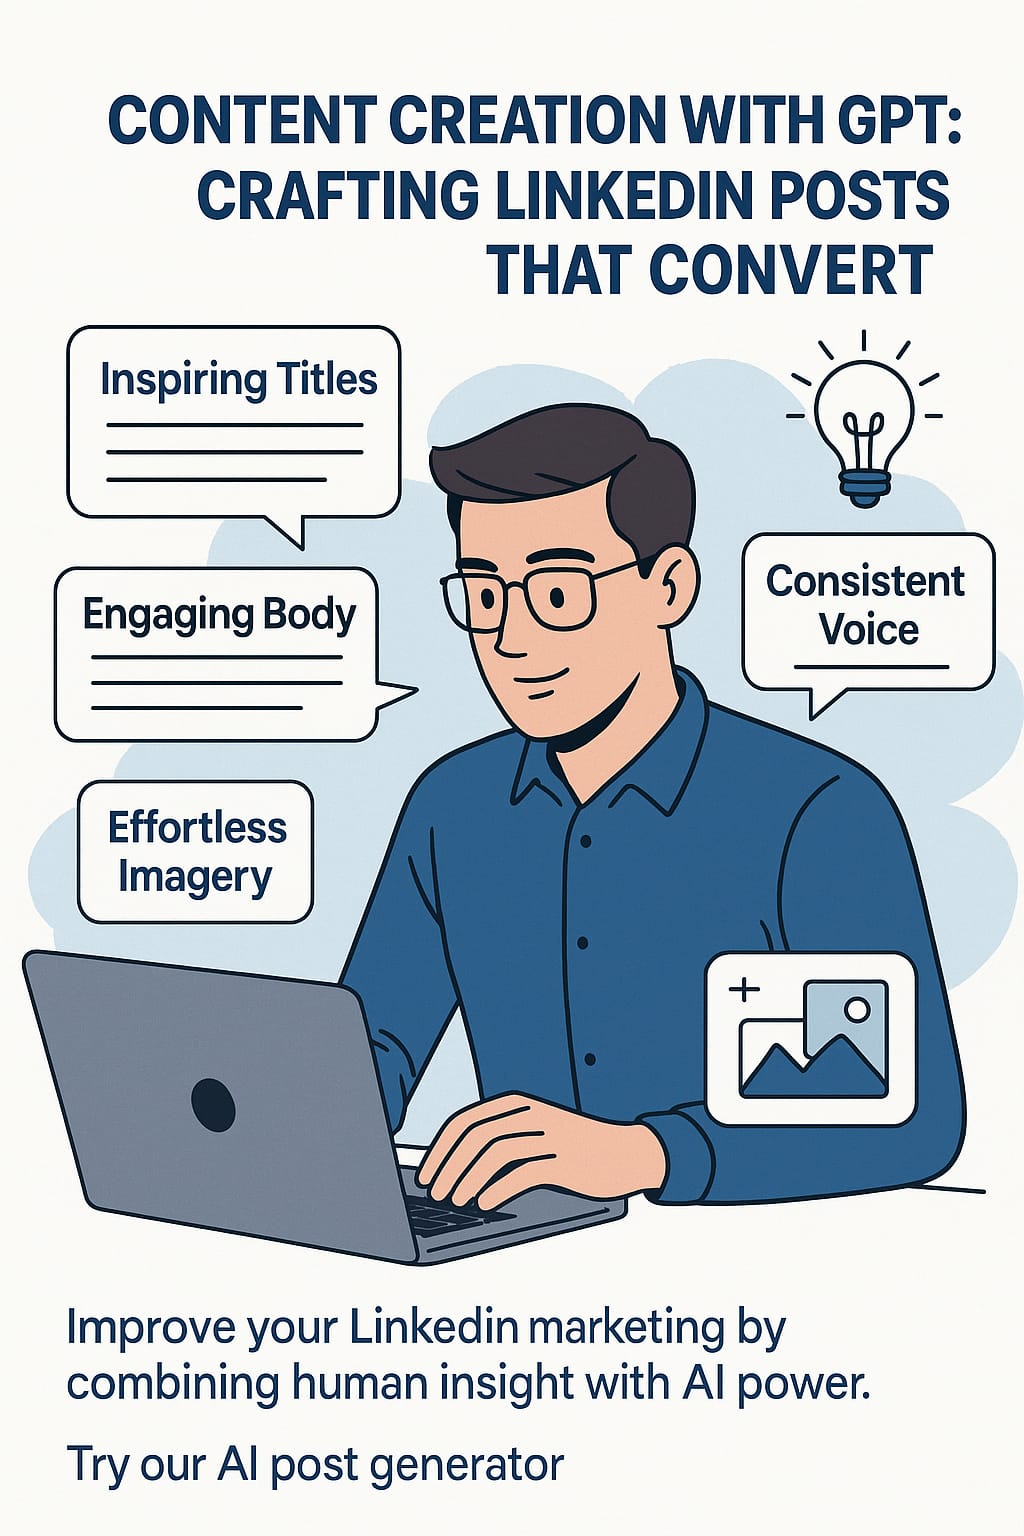 CONTENT CREATION WITH GPT:
CRAFTING LINKEDIN POSTS
THAT CONVERT
Inspiring Titles
Engaging Body
Consistent
Voice
Effortless
Imagery
Improve your Linkedin marketing by
combining human insight with AI power.
Try our AI post generator